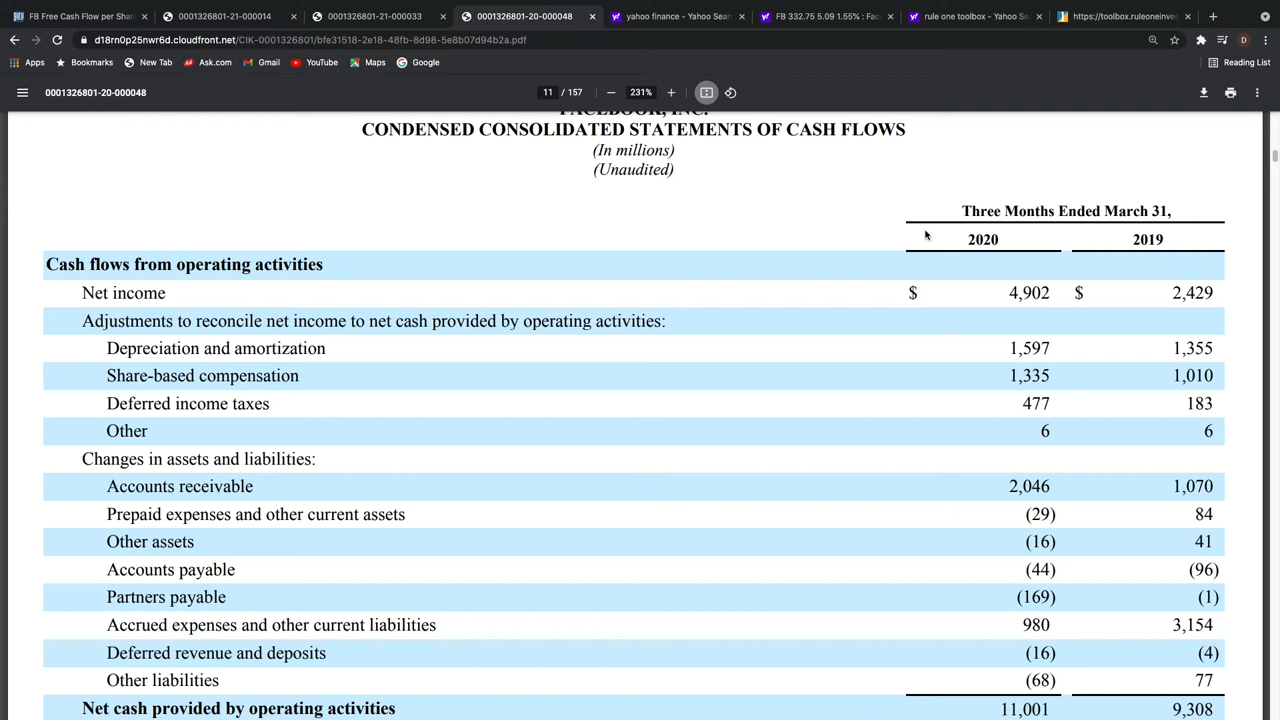 FB Free Cash Flow per Share
0001326801-21-000014
0001326801-21-000033
0001326801-20-000048
yahoo finance - Yahoo Sear
FB 332.75 5.09 1.55% : Fac
rule one toolbox - Yahoo Se
https://toolbox.ruleoneinves
d18rn0p25nwr6d.cloudfront.net/CIK-0001326801/bfe31518-2e18-48fb-8d98-5e8b07d94b2a.pdf
D
Apps
Bookmarks
New Tab
Ask.com
Gmail
YouTube
Maps
Google
Reading List
0001326801-20-000048
11 / 157
231%
FACEBOOK, INC.
CONDENSED CONSOLIDATED STATEMENTS OF CASH FLOWS
(In millions)
(Unaudited)
Three Months Ended March 31,
2020 2019
Cash flows from operating activities
Net income $ 4,902 $ 2,429
Adjustments to reconcile net income to net cash provided by operating activities:
Depreciation and amortization 1,597 1,355
Share-based compensation 1,335 1,010
Deferred income taxes 477 183
Other 6 6
Changes in assets and liabilities:
Accounts receivable 2,046 1,070
Prepaid expenses and other current assets (29) 84
Other assets (16) 41
Accounts payable (44) (96)
Partners payable (169) (1)
Accrued expenses and other current liabilities 980 3,154
Deferred revenue and deposits (16) (4)
Other liabilities (68) 77
Net cash provided by operating activities 11,001 9,308